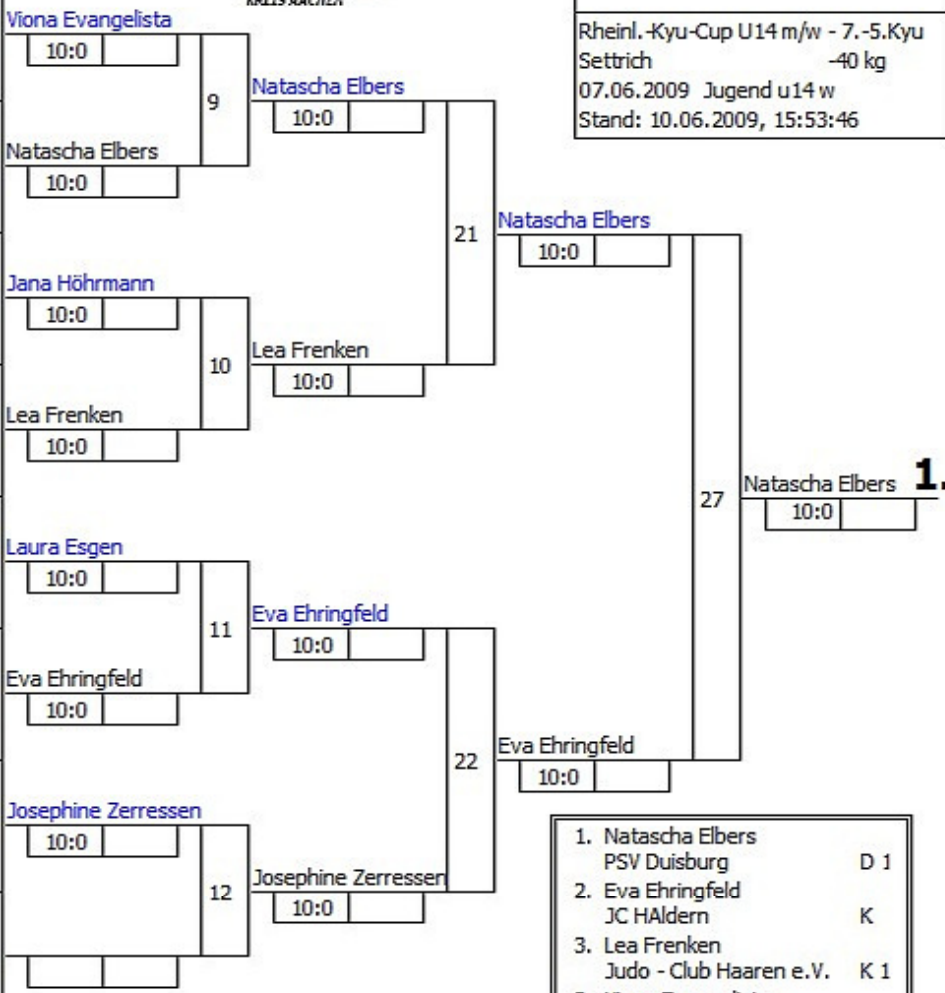 KREIS AACHEN
Rheinl.-Kyu-Cup U14 m/w - 7.-5.Kyu
Settrich -40 kg
07.06.2009 Jugend u14 w
Stand: 10.06.2009, 15:53:46
Viona Evangelista
10:0
9
Natascha Elbers
10:0
Natascha Elbers
10:0
21
Natascha Elbers
10:0
Jana Höhrmann
10:0
10
Lea Frenken
10:0
Lea Frenken
10:0
27
Natascha Elbers 1.
10:0
Laura Esgen
10:0
11
Eva Ehringfeld
10:0
Eva Ehringfeld
10:0
22
Eva Ehringfeld
10:0
Josephine Zerressen
10:0
12
Josephine Zerressen
10:0
1. Natascha Elbers
PSV Duisburg D 1
2. Eva Ehringfeld
JC HAldern K
3. Lea Frenken
Judo - Club Haaren e.V. K 1